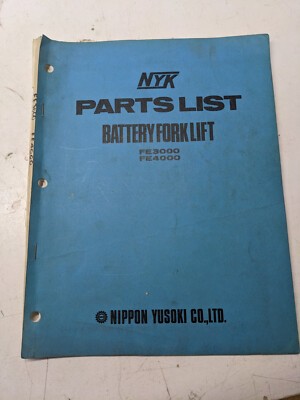 NYK
PARTS LIST
BATTERY FORK LIFT
FE3000
FE4000
NIPPON YUSOKI CO.,LTD.